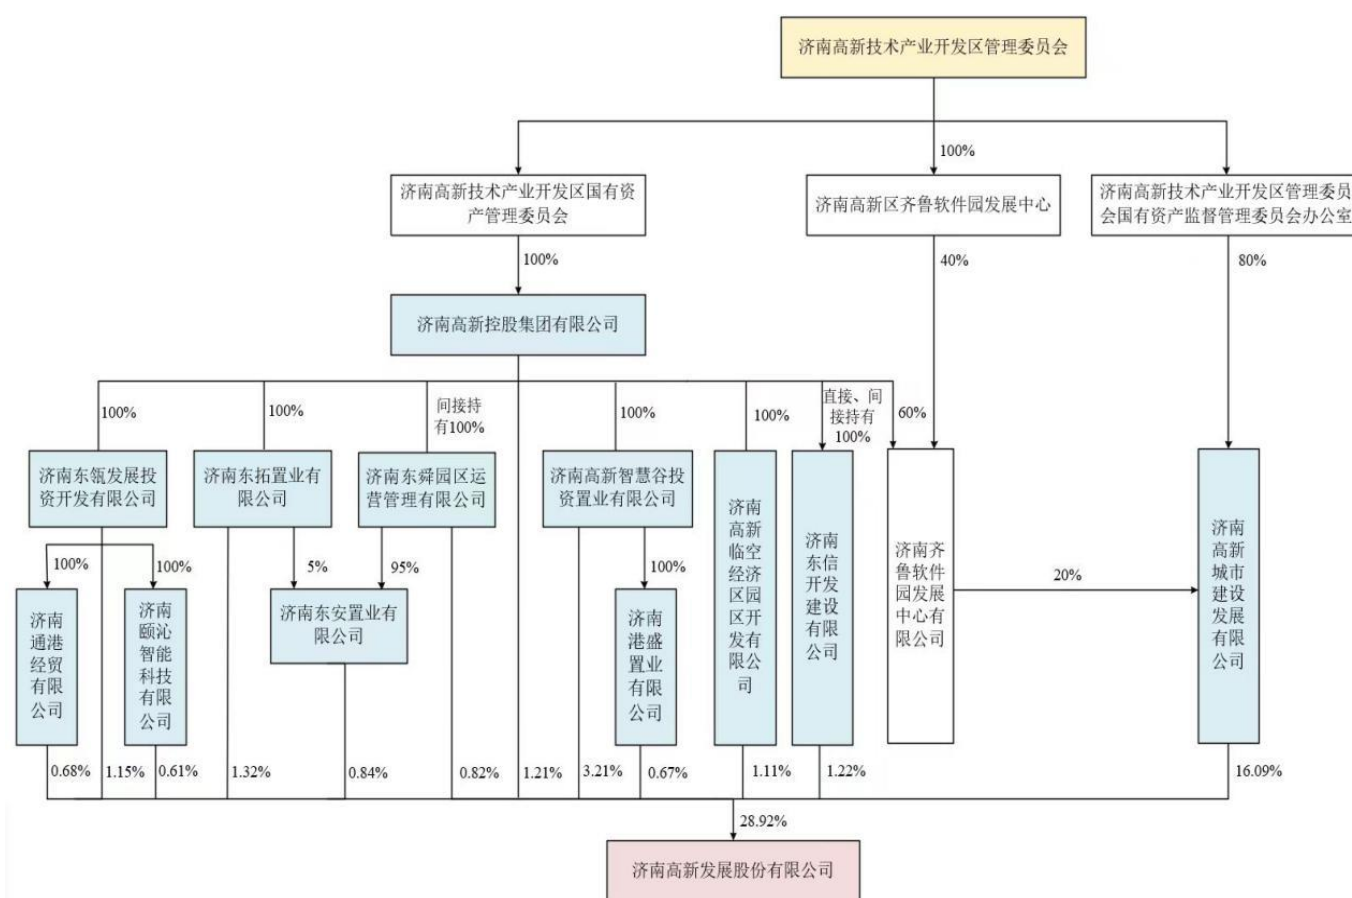 济南高新技术产业开发区管理委员会
100%
济南高新技术产业开发区国有资
产管理委员会
济南高新区齐鲁软件园发展中心
济南高新技术产业开发区管理委员
会国有资产监督管理委员会办公室
100%
40%
80%
济南高新控股集团有限公司
100%
100%
间接持
有100%
100%
100%
直接、间
接持有
100%
60%
济南东瓴发展投
资开发有限公司
济南东拓置业有
限公司
济南东舜园区运
营管理有限公司
济南高新智慧谷投
资置业有限公司
济南
高新
临空
经济
区园
区开
发有
限公
司
济南
东信
开发
建设
有限
公司
济南齐
鲁软件
园发展
中心有
限公司
济南
高新
城市
建设
发展
有限
公司
100%
100%
5%
95%
100%
20%
济南
通港
经贸
有限
公司
济南
颐沁
智能
科技
有限
公司
济南东安置业有
限公司
济南
港盛
置业
有限
公司
0.68%
1.15%
0.61%
1.32%
0.84%
0.82%
1.21%
3.21%
0.67%
1.11%
1.22%
16.09%
28.92%
济南高新发展股份有限公司